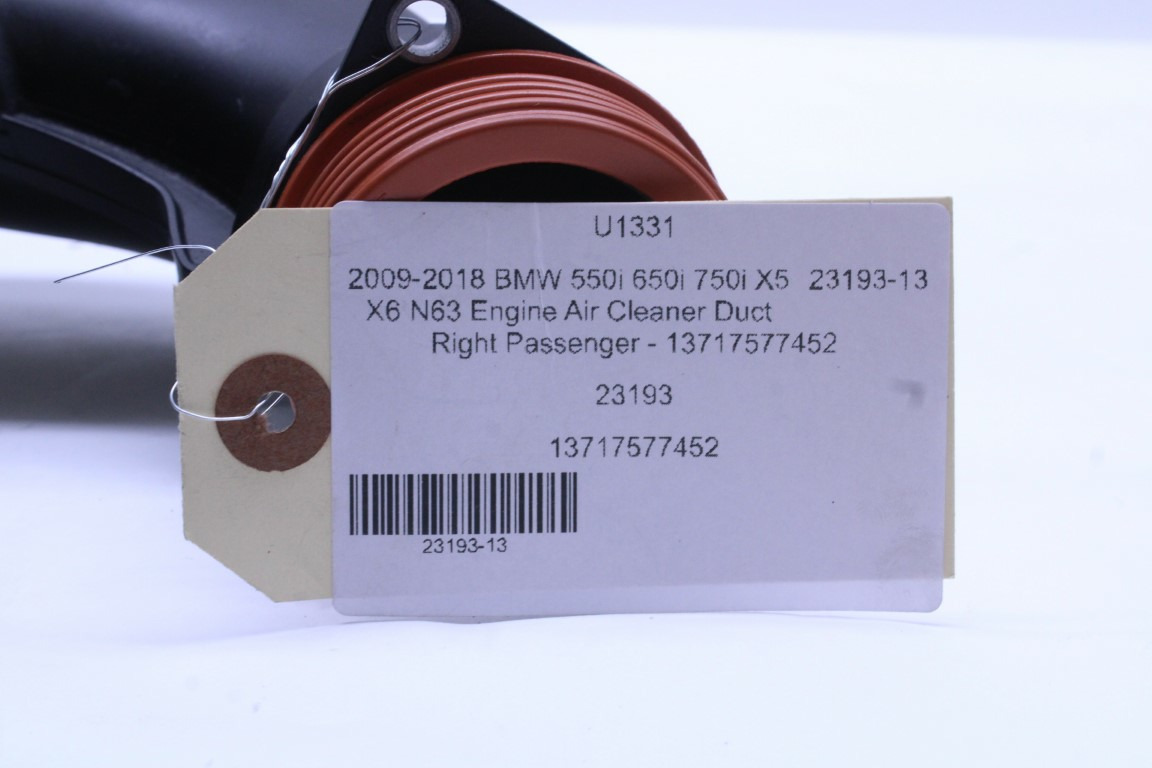 U1331
2009-2018 BMW 550i 650i 750i X5 23193-13
X6 N63 Engine Air Cleaner Duct
Right Passenger - 13717577452
23193
13717577452
23193-13